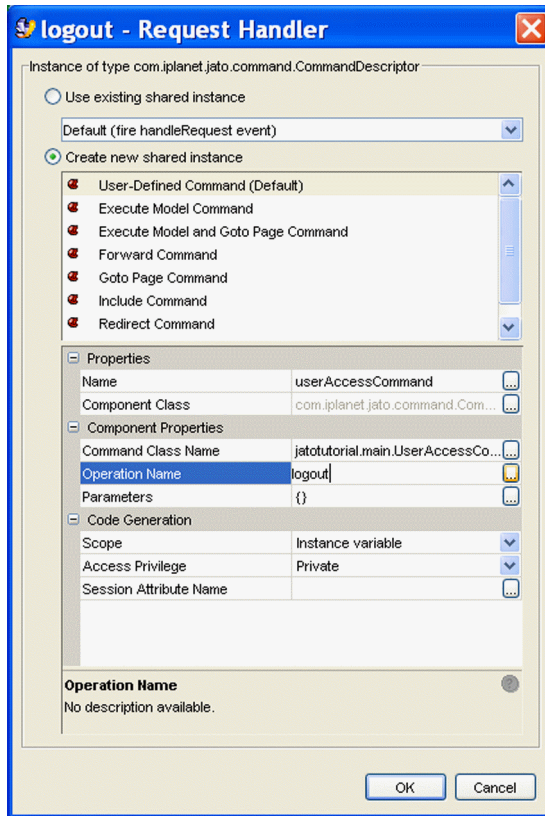 logout - Request Handler
Instance of type com.iplanet.jato.command.CommandDescriptor
Use existing shared instance
Default (fire handleRequest event)
Create new shared instance
User-Defined Command (Default)
Execute Model Command
Execute Model and Goto Page Command
Forward Command
Goto Page Command
Include Command
Redirect Command
Properties
Name userAccessCommand ...
Component Class com.iplanet.jato.command.Com... ...
Component Properties
Command Class Name jatotutorial.main.UserAccessCo... ...
Operation Name logout ...
Parameters {} ...
Code Generation
Scope Instance variable
Access Privilege Private
Session Attribute Name ...
Operation Name ?
No description available.
OK Cancel